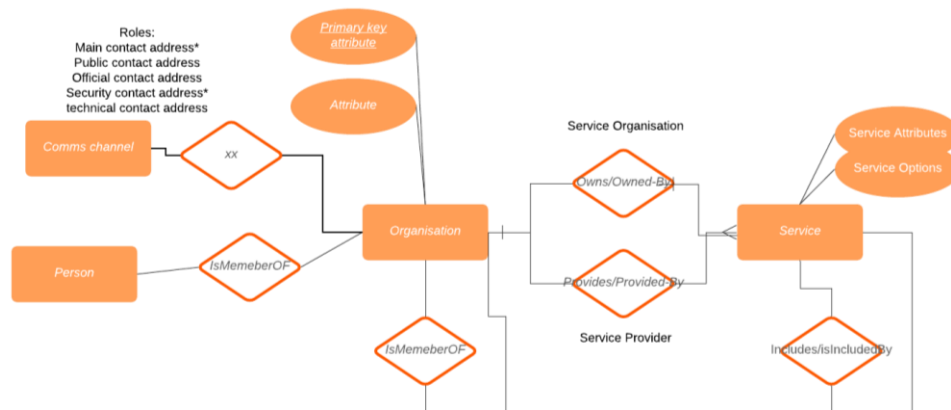 Roles:
Main contact address*
Public contact address
Official contact address
Security contact address*
technical contact address
Primary key
attribute
Attribute
Service Organisation
Service Attributes
Service Options
Comms channel
xx
Owns/Owned-By
Organisation
Service
Person
IsMemeberOF
Provides/Provided-By
Service Provider
IsMemeberOF
Includes/isIncludedBy